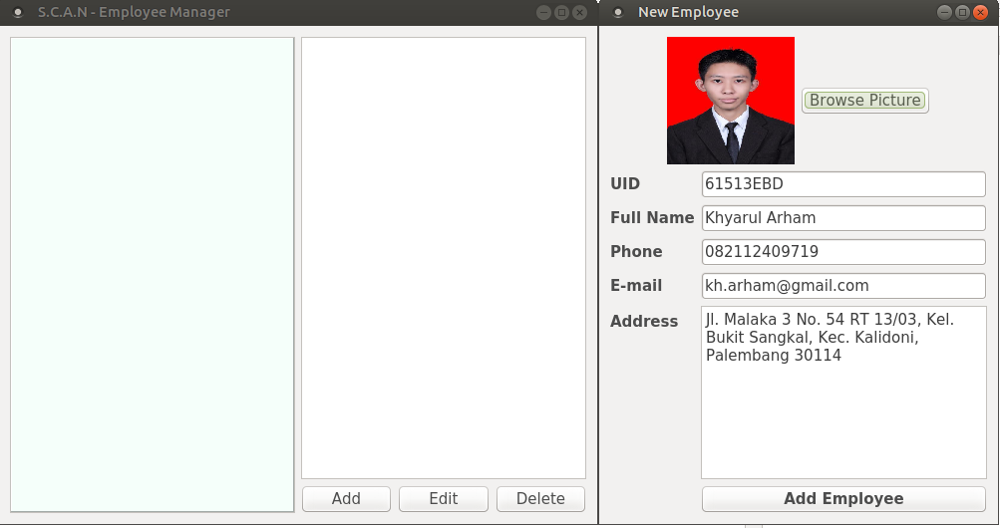 S.C.A.N - Employee Manager
Add
Edit
Delete
New Employee
Browse Picture
UID
61513EBD
Full Name
Khyarul Arham
Phone
082112409719
E-mail
kh.arham@gmail.com
Address
Jl. Malaka 3 No. 54 RT 13/03, Kel.
Bukit Sangkal, Kec. Kalidoni,
Palembang 30114
Add Employee